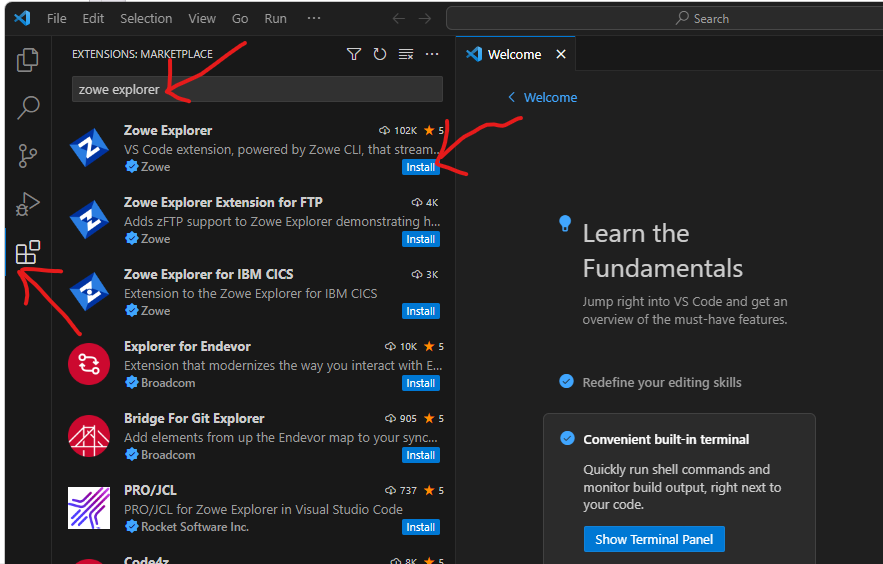 File Edit Selection View Go Run ···
Search
EXTENSIONS: MARKETPLACE
zowe explorer
Zowe Explorer 102K ★ 5
VS Code extension, powered by Zowe CLI, that stream...
Zowe Install
Zowe Explorer Extension for FTP 4K
Adds zFTP support to Zowe Explorer demonstrating h...
Zowe Install
Zowe Explorer for IBM CICS 3K
Extension to the Zowe Explorer for IBM CICS
Zowe Install
Explorer for Endevor 10K ★ 5
Extension that modernizes the way you interact with E...
Broadcom Install
Bridge For Git Explorer 905 ★ 5
Add elements from up the Endevor map to your sync...
Broadcom Install
PRO/JCL 737 ★ 5
PRO/JCL for Zowe Explorer in Visual Studio Code
Rocket Software Inc. Install
Code4z 8K ★ 5
Welcome
Welcome
Learn the
Fundamentals
Jump right into VS Code and get an
overview of the must-have features.
Redefine your editing skills
Convenient built-in terminal
Quickly run shell commands and
monitor build output, right next to
your code.
Show Terminal Panel